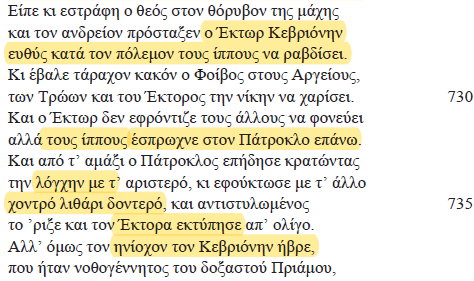 Είπε κι εστράφη ο θεός στον θόρυβον της μάχης
και τον ανδρείον πρόσταξεν ο Έκτωρ Κεβριόνην
ευθύς κατά τον πόλεμον τους ίππους να ραβδίσει.
Κι έβαλε τάραχον κακόν ο Φοίβος στους Αργείους,
των Τρώων και του Έκτορος την νίκην να χαρίσει. 730
Και ο Έκτωρ δεν εφρόντιζε τους άλλους να φονεύει
αλλά τους ίππους έσπρωχνε στον Πάτροκλο επάνω.
Και από τ’ αμάξι ο Πάτροκλος επήδησε κρατώντας
την λόγχην με τ’ αριστερό, κι εφούκτωσε με τ’ άλλο
χοντρό λιθάρι δοντερό, και αντιστυλωμένος 735
το ’ριξε και τον Έκτορα εκτύπησε απ’ ολίγο.
Αλλ’ όμως τον ηνίοχον τον Κεβριόνην ήβρε,
που ήταν νοθογέννητος του δοξαστού Πριάμου,